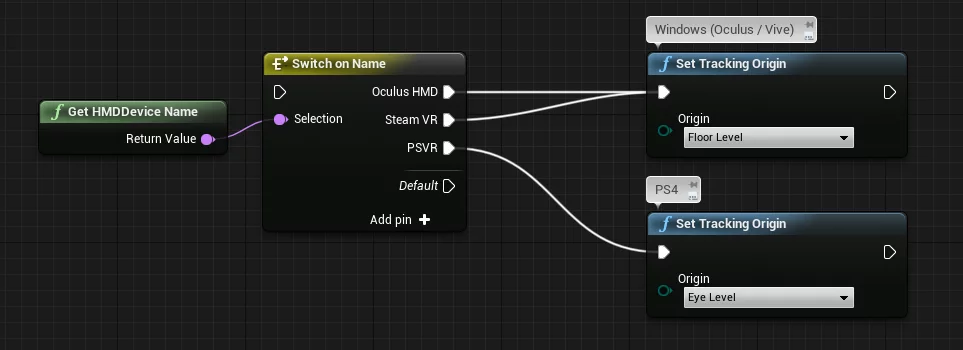 Windows (Oculus / Vive)
Switch on Name
Set Tracking Origin
Oculus HMD
Get HMDDevice Name
Selection
Steam VR
Origin
Return Value
Floor Level
PSVR
Default
PS4
Add pin
Set Tracking Origin
Origin
Eye Level